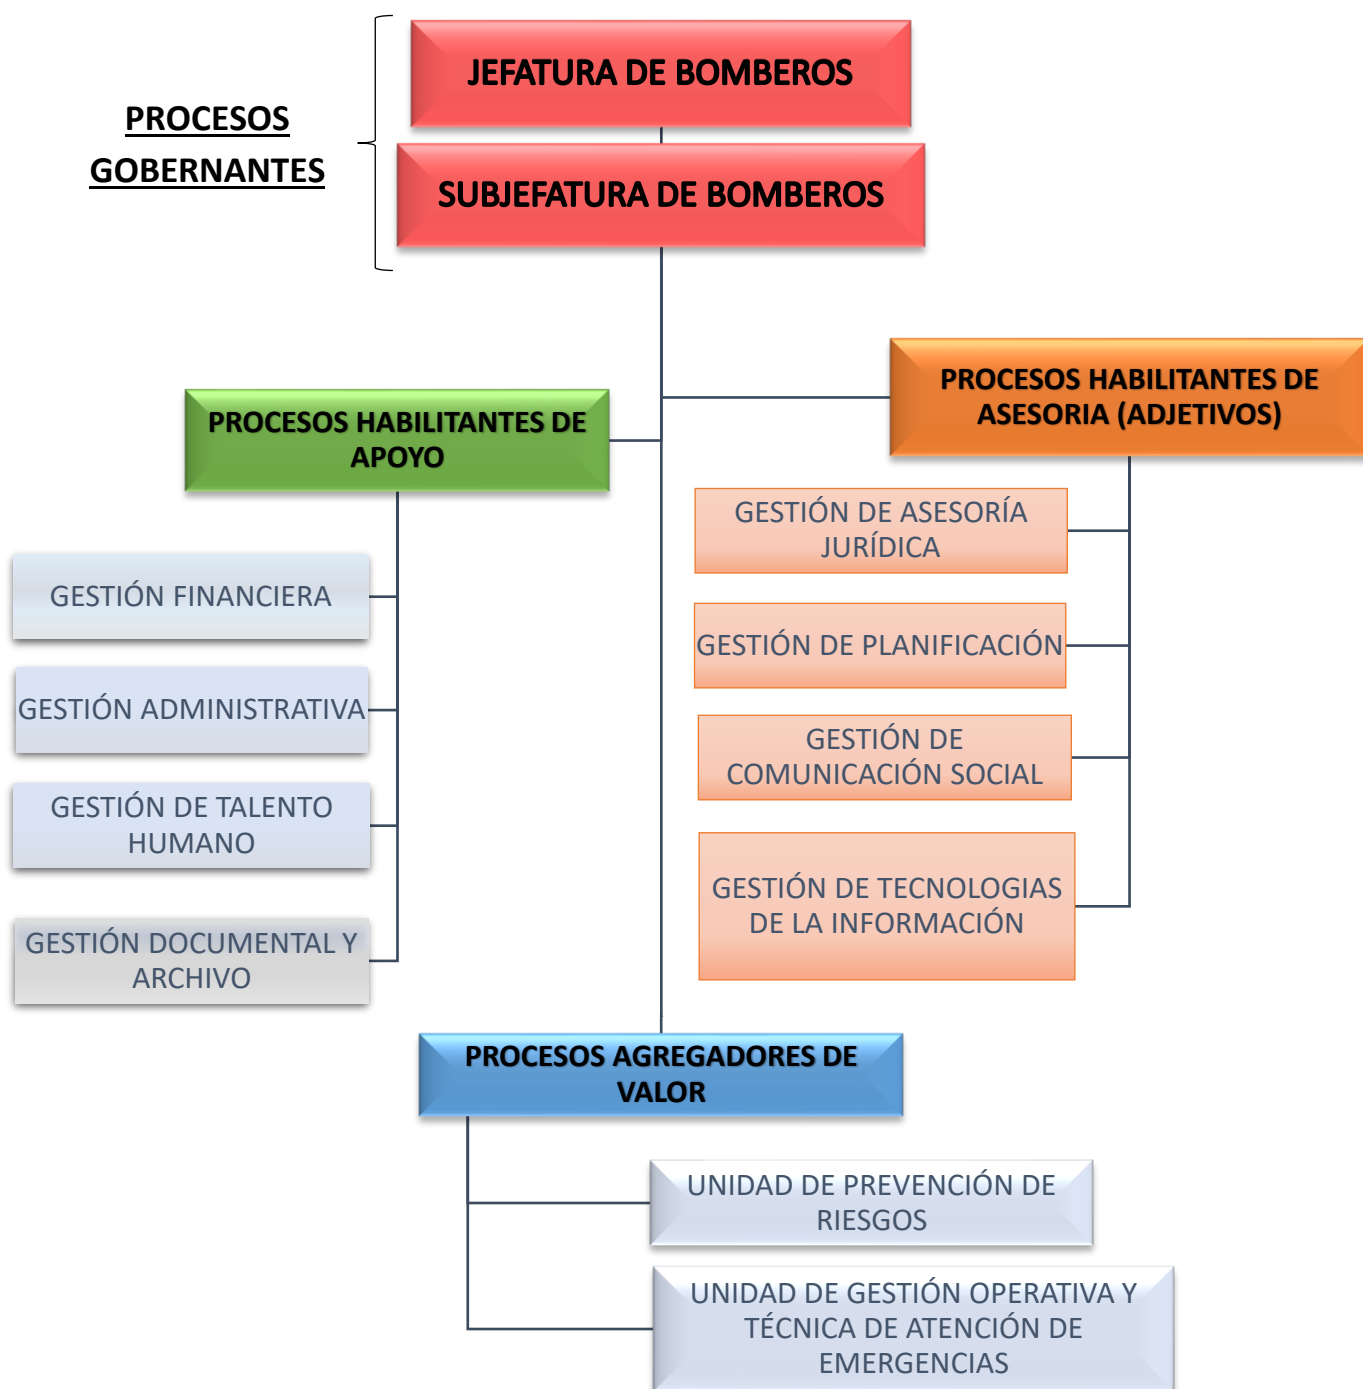 JEFATURA DE BOMBEROS
PROCESOS
GOBERNANTES
SUBJEFATURA DE BOMBEROS
PROCESOS HABILITANTES DE
ASESORIA (ADJETIVOS)
PROCESOS HABILITANTES DE
APOYO
GESTIÓN DE ASESORÍA
JURÍDICA
GESTIÓN DE PLANIFICACIÓN
GESTIÓN DE
COMUNICACIÓN SOCIAL
GESTIÓN DE TECNOLOGIAS
DE LA INFORMACIÓN
GESTIÓN FINANCIERA
GESTIÓN ADMINISTRATIVA
GESTIÓN DE TALENTO
HUMANO
GESTIÓN DOCUMENTAL Y
ARCHIVO
PROCESOS AGREGADORES DE
VALOR
UNIDAD DE PREVENCIÓN DE
RIESGOS
UNIDAD DE GESTIÓN OPERATIVA Y
TÉCNICA DE ATENCIÓN DE
EMERGENCIAS